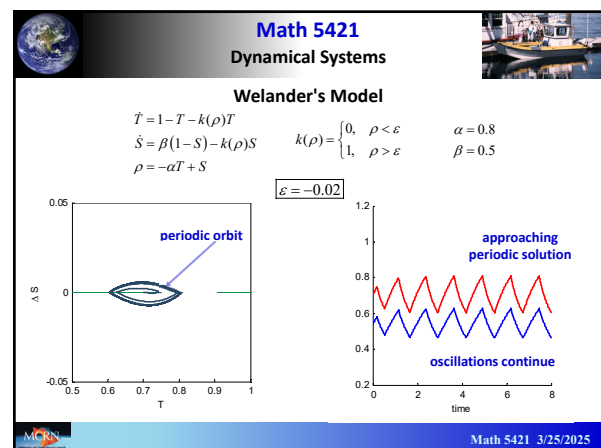 Math 5421
Dynamical Systems
Welander's Model
Ṫ = 1 − T − k(ρ)T
Ṡ = β(1 − S) − k(ρ)S
ρ = −αT + S
k(ρ) = {0, ρ < ε
1, ρ > ε
α = 0.8
β = 0.5
ε = −0.02
0.05
0
-0.05
Δ S
periodic orbit
0.5 0.6 0.7 0.8 0.9 1
T
1.2
1
0.8
0.6
0.4
0.2
approaching
periodic solution
oscillations continue
0 2 4 6 8
time
MCRN
Math 5421 3/25/2025